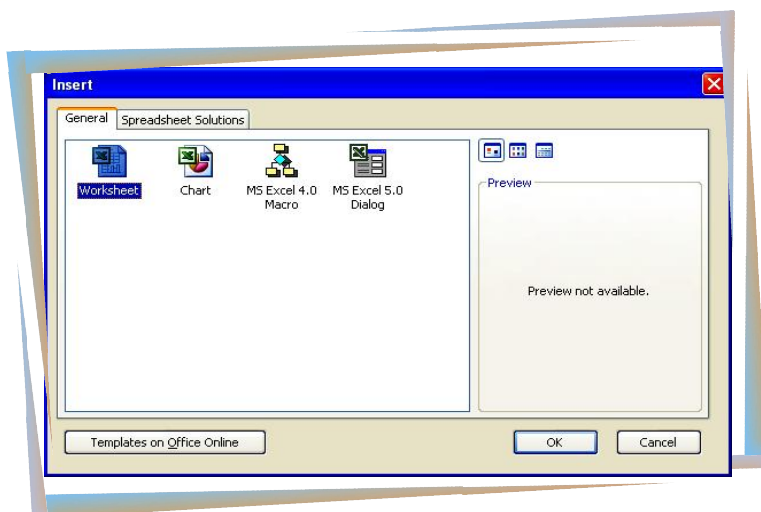 Insert
General Spreadsheet Solutions
Worksheet Chart MS Excel 4.0 MS Excel 5.0
Macro Dialog
Preview
Preview not available.
Templates on Office Online OK Cancel